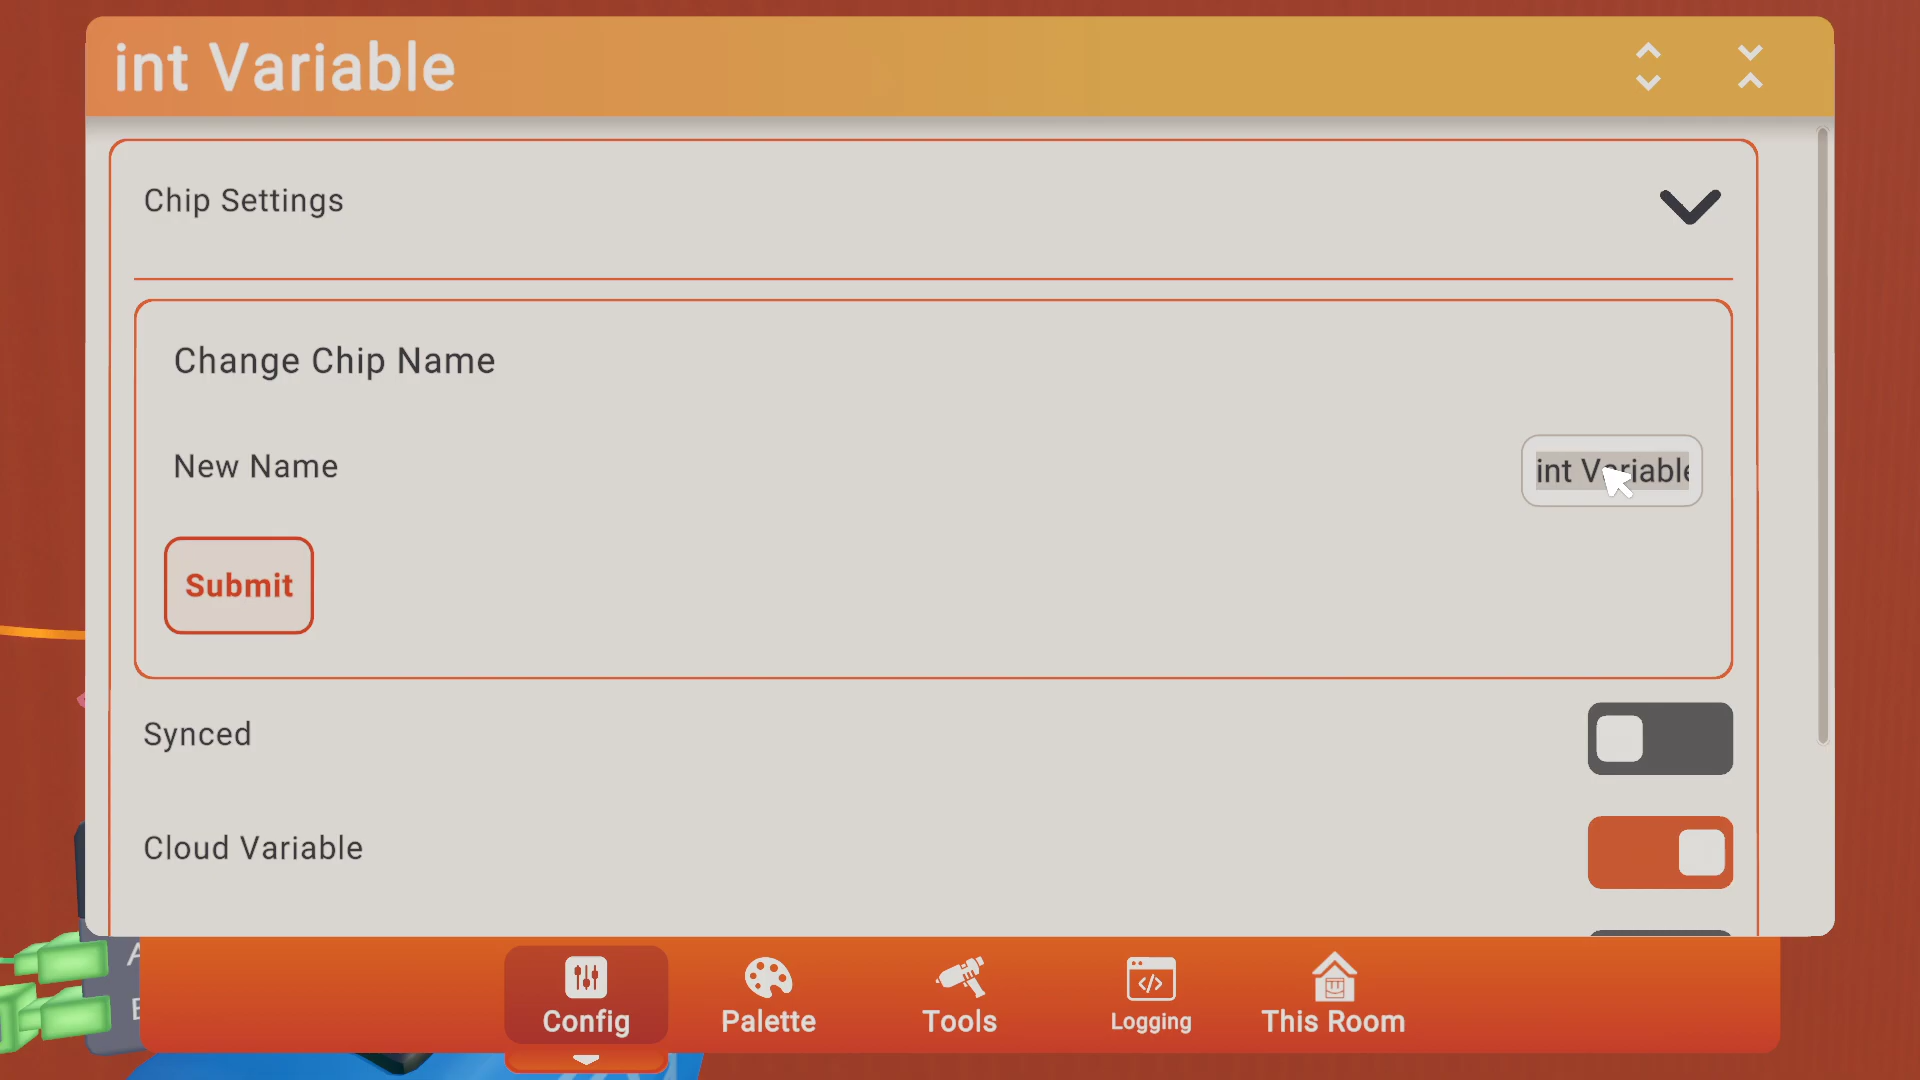 int Variable
Chip Settings
Change Chip Name
New Name
int Variable
Submit
Synced
Cloud Variable
A
Config
Palette
Tools
Logging
This Room